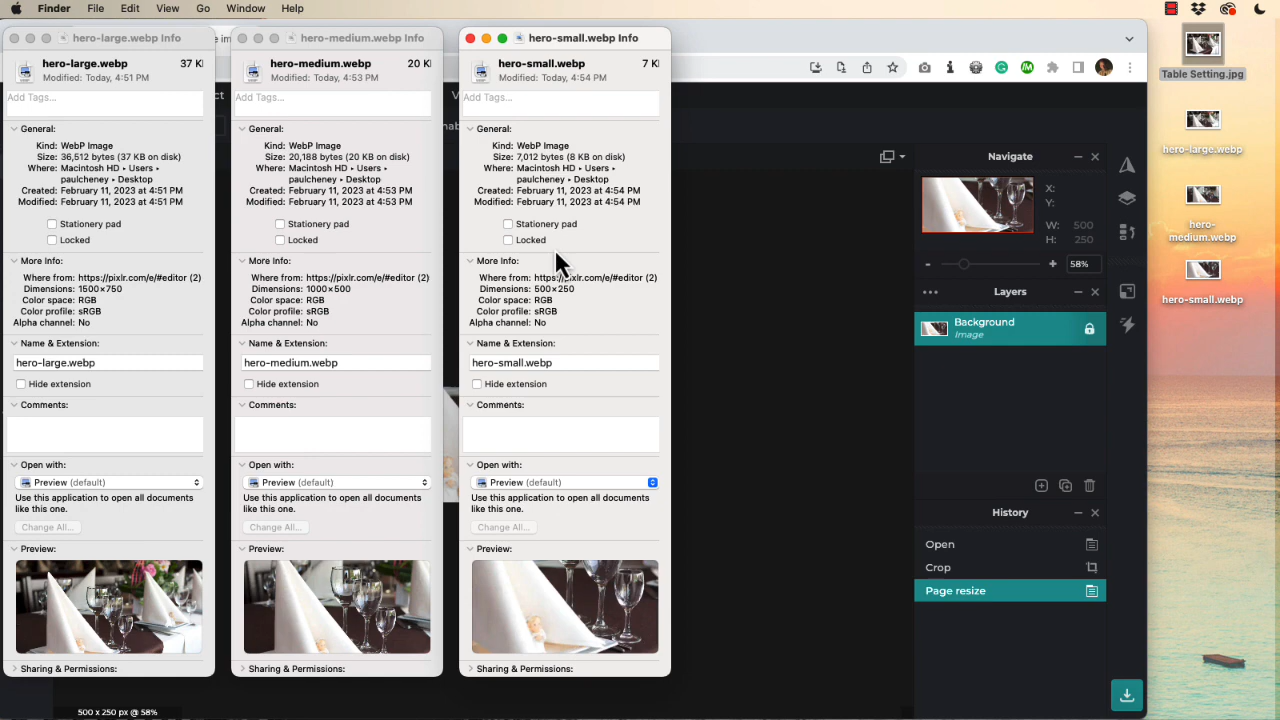 Finder File Edit View Go Window Help
hero-large.webp Info
hero-large.webp 37 K
Modified: Today, 4:51 PM
Add Tags...
General:
Kind: WebP Image
Size: 36,512 bytes (37 KB on disk)
Where: Macintosh HD ▸ Users ▸
paulcheney ▸ Desktop
Created: February 11, 2023 at 4:51 PM
Modified: February 11, 2023 at 4:51 PM
Stationery pad
Locked
More Info:
Where from: https://pixlr.com/e/#editor (2)
Dimensions: 1500×750
Color space: RGB
Color profile: sRGB
Alpha channel: No
Name & Extension:
hero-large.webp
Hide extension
Comments:
Open with:
Preview (default)
Use this application to open all documents
like this one.
Change All...
Preview:
Sharing & Permissions:
hero-medium.webp Info
hero-medium.webp 20 K
Modified: Today, 4:53 PM
Add Tags...
General:
Kind: WebP Image
Size: 20,188 bytes (20 KB on disk)
Where: Macintosh HD ▸ Users ▸
paulcheney ▸ Desktop
Created: February 11, 2023 at 4:53 PM
Modified: February 11, 2023 at 4:53 PM
Stationery pad
Locked
More Info:
Where from: https://pixlr.com/e/#editor (2)
Dimensions: 1000×500
Color space: RGB
Color profile: sRGB
Alpha channel: No
Name & Extension:
hero-medium.webp
Hide extension
Comments:
Open with:
Preview (default)
Use this application to open all documents
like this one.
Change All...
Preview:
Sharing & Permissions:
hero-small.webp Info
hero-small.webp 7 K
Modified: Today, 4:54 PM
Add Tags...
General:
Kind: WebP Image
Size: 7,012 bytes (8 KB on disk)
Where: Macintosh HD ▸ Users ▸
paulcheney ▸ Desktop
Created: February 11, 2023 at 4:54 PM
Modified: February 11, 2023 at 4:54 PM
Stationery pad
Locked
More Info:
Where from: https://pixlr.com/e/#editor (2)
Dimensions: 500×250
Color space: RGB
Color profile: sRGB
Alpha channel: No
Name & Extension:
hero-small.webp
Hide extension
Comments:
Open with:
Preview (default)
Use this application to open all documents
like this one.
Change All...
Preview:
Sharing & Permissions:
Navigate
X:
Y:
W: 500
H: 250
58%
Layers
Background
Image
History
Open
Crop
Page resize
500 x 250 px @ 58%
Table Setting.jpg
hero-large.webp
hero-
medium.webp
hero-small.webp